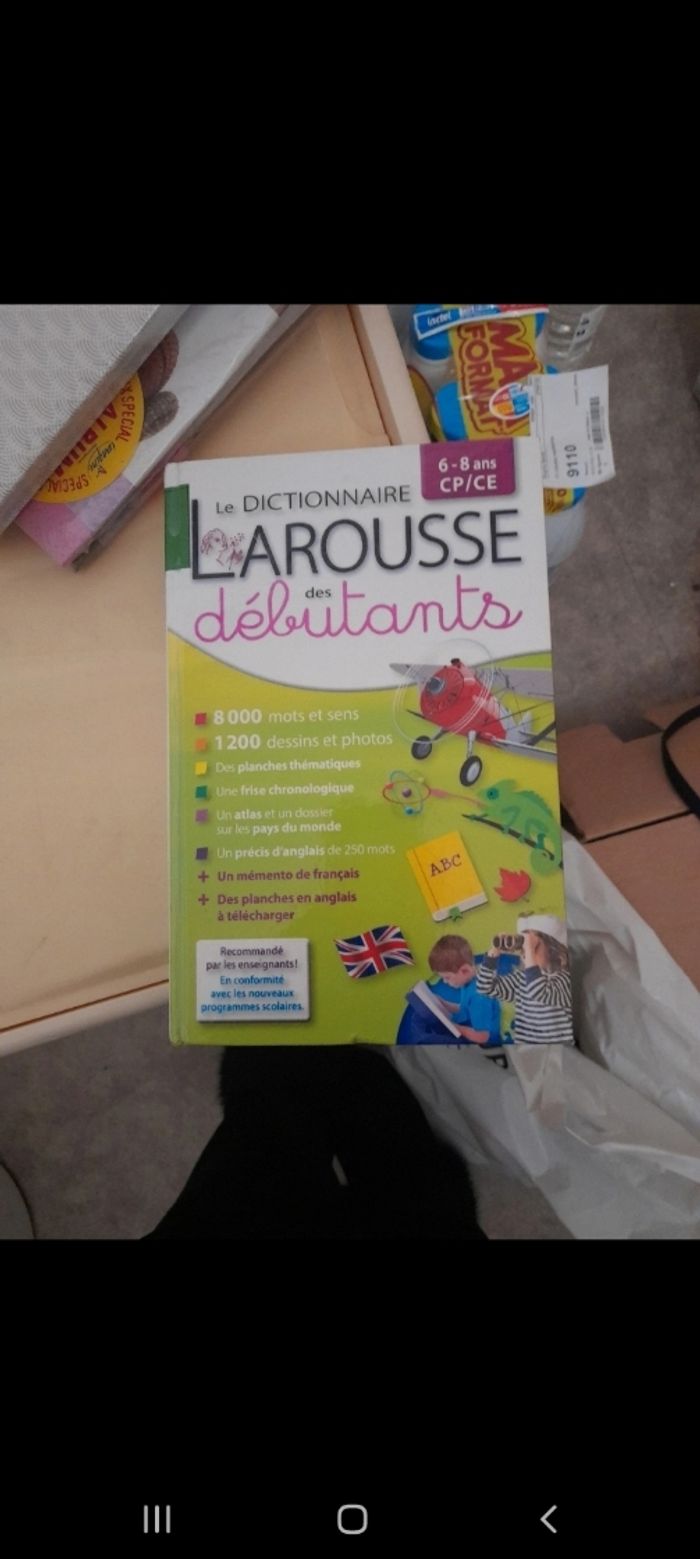 lactel
MAXI
FORMAT
9110
SPECIAL
ALBUM
6-8 ans
CP/CE
Le DICTIONNAIRE
LAROUSSE
des
débutants
8 000 mots et sens
1 200 dessins et photos
Des planches thématiques
Une frise chronologique
Un atlas et un dossier
sur les pays du monde
Un précis d'anglais de 250 mots
+ Un mémento de français
+ Des planches en anglais
à télécharger
ABC
Recommandé
par les enseignants!
En conformité
avec les nouveaux
programmes scolaires.